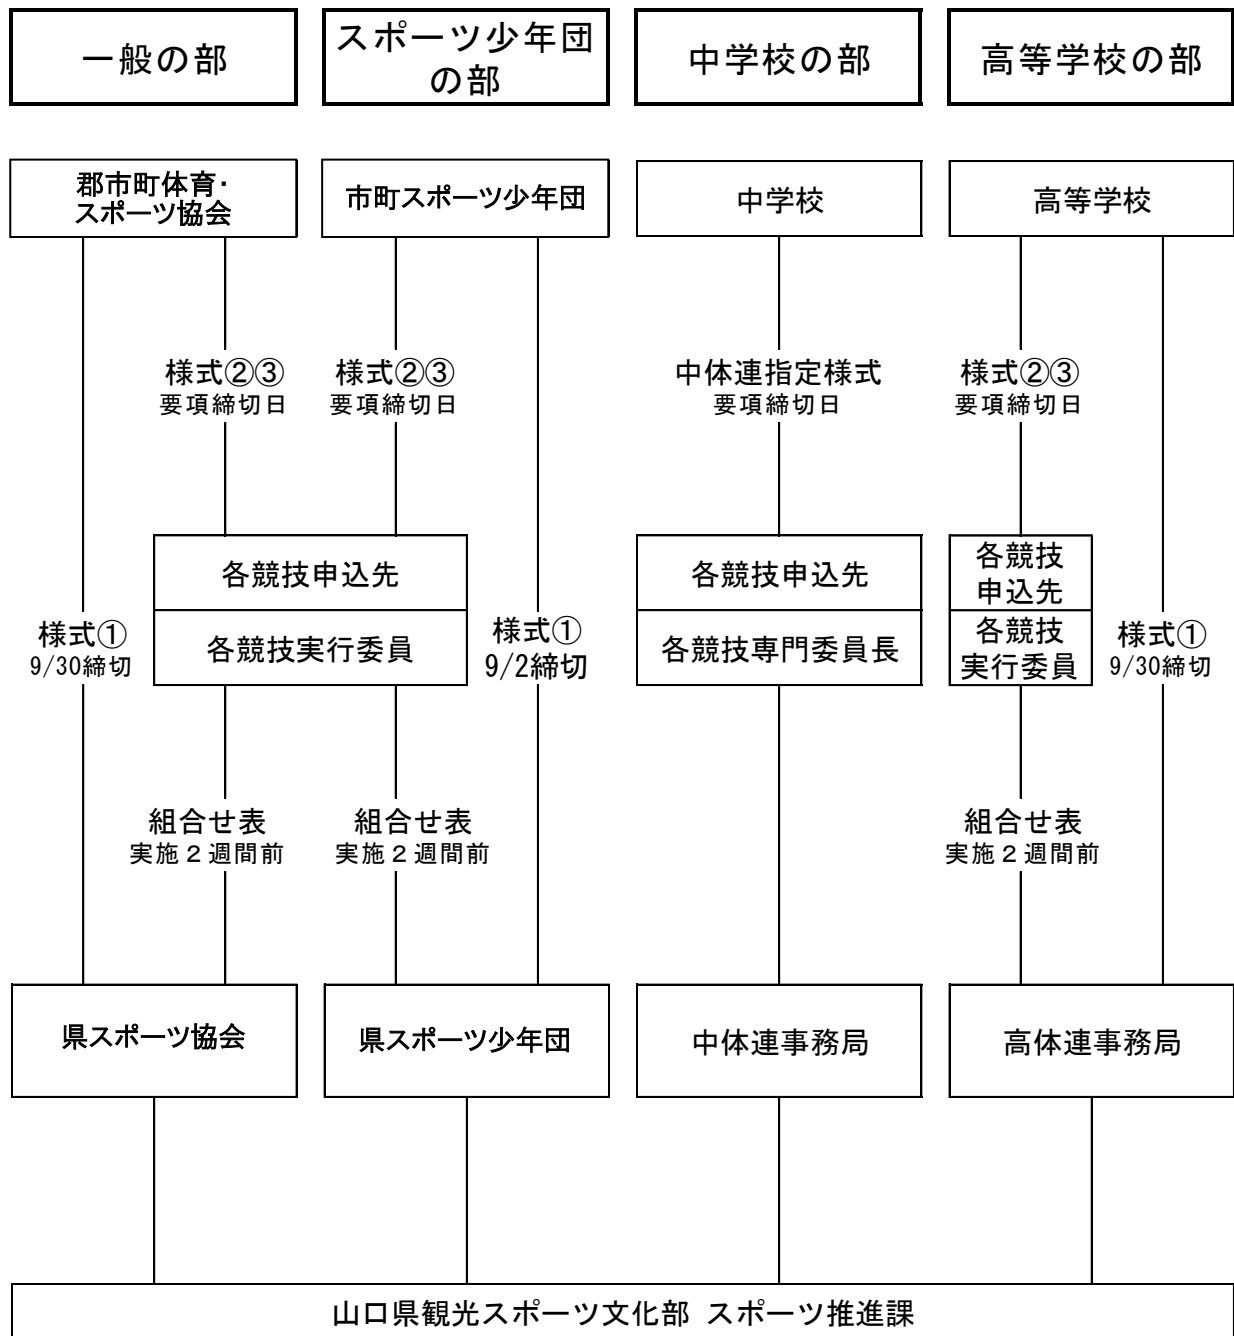 一般の部
スポーツ少年団
の部
中学校の部
高等学校の部
郡市町体育・
スポーツ協会
市町スポーツ少年団
中学校
高等学校
様式②③
要項締切日
様式②③
要項締切日
中体連指定様式
要項締切日
様式②③
要項締切日
各競技申込先
各競技実行委員
各競技申込先
各競技専門委員長
各競技
申込先
各競技
実行委員
様式①
9/30締切
様式①
9/2締切
様式①
9/30締切
組合せ表
実施2週間前
組合せ表
実施2週間前
組合せ表
実施2週間前
県スポーツ協会
県スポーツ少年団
中体連事務局
高体連事務局
山口県観光スポーツ文化部 スポーツ推進課